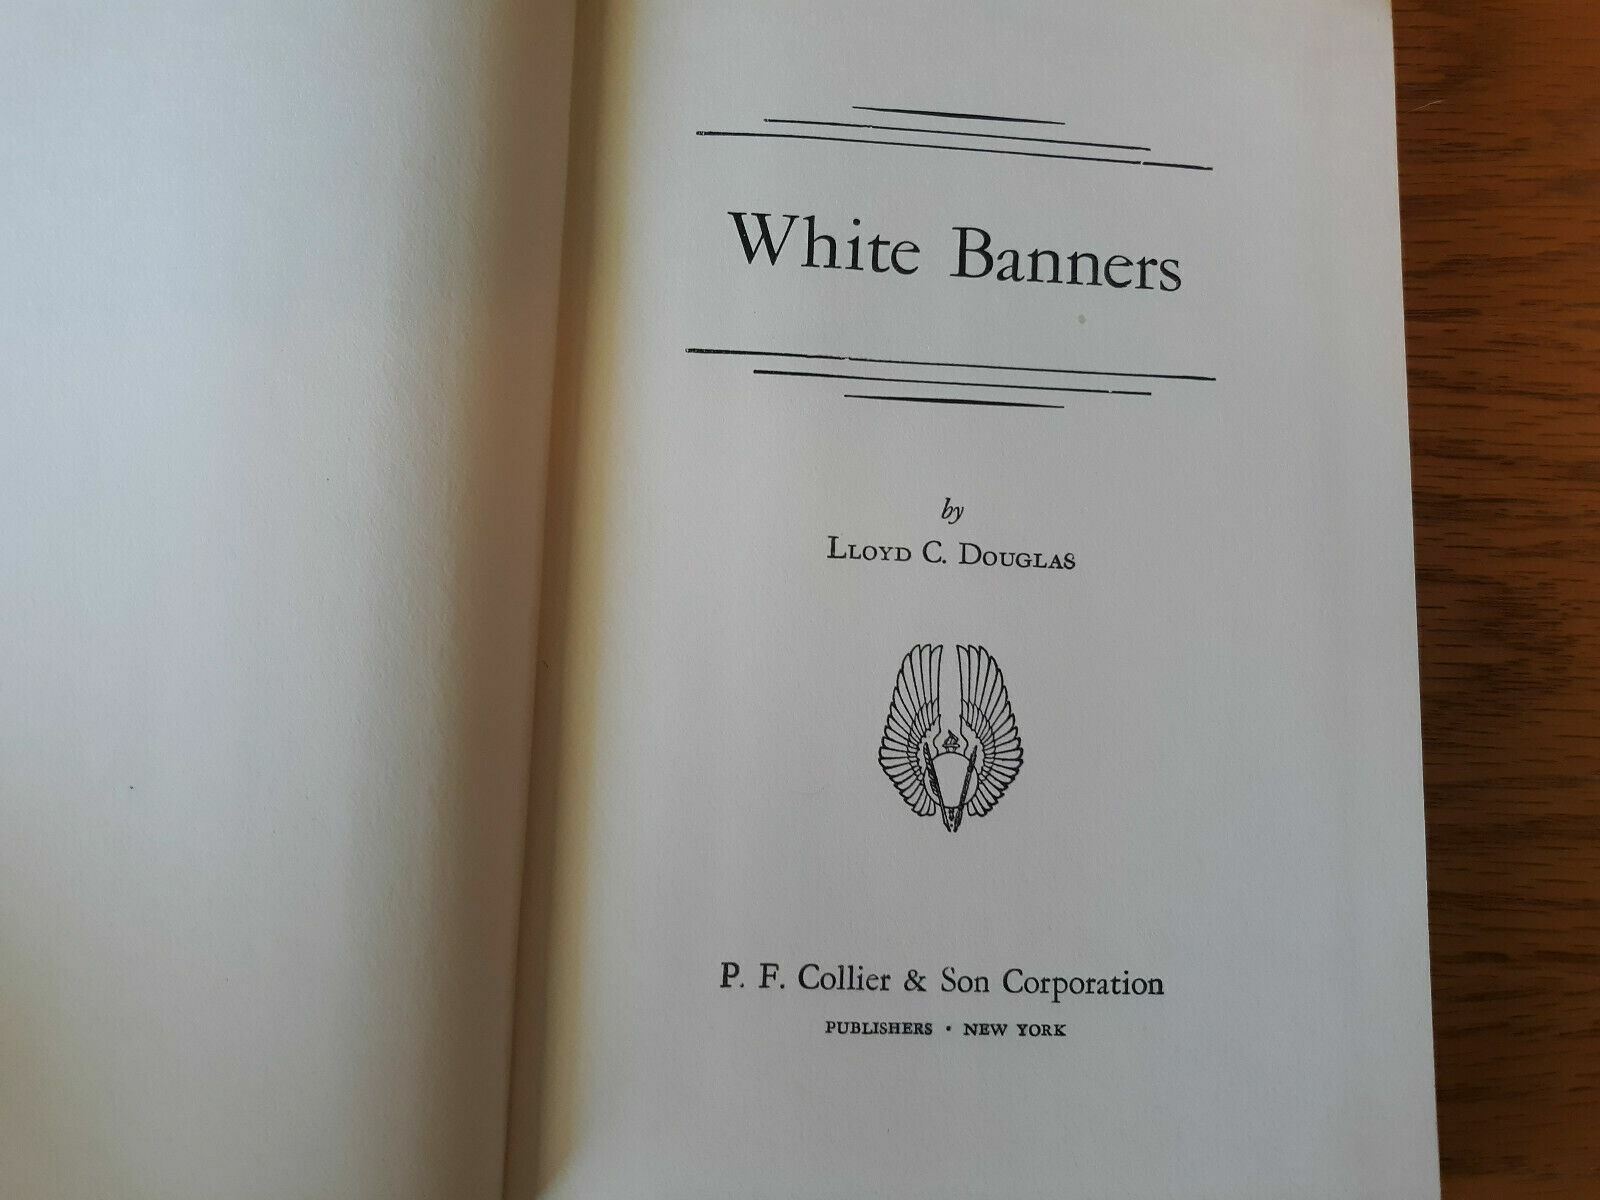 White Banners
by
Lloyd C. Douglas
P. F. Collier & Son Corporation
PUBLISHERS · NEW YORK